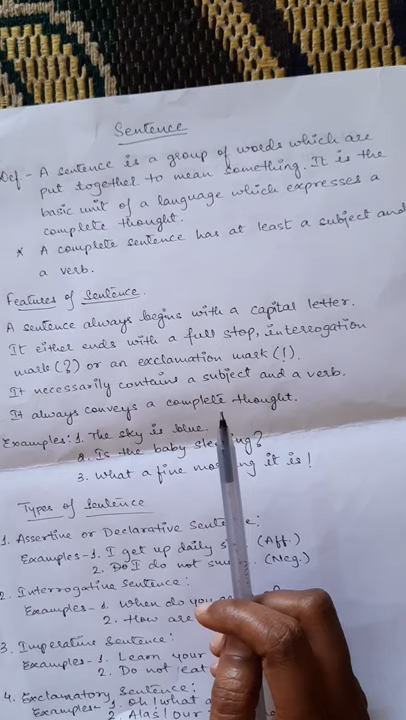 Sentence
Def - A sentence is a group of words which are
put together to mean something. It is the
basic unit of a language which expresses a
complete thought.
* A complete sentence has at least a subject and
a verb.
Features of Sentence.
A sentence always begins with a capital letter.
It either ends with a full stop, interrogation
mark (?) or an exclamation mark (!).
It necessarily contains a subject and a verb.
It always conveys a complete thought.
Examples: 1. The sky is blue.
2. Is the baby sleeping?
3. What a fine morning it is!
Types of Sentence
1. Assertive or Declarative Sentence:
Examples - 1. I get up daily (Aff.)
2. I do not (Neg.)
2. Interrogative Sentence:
Examples - 1. When do you
2. How are
3. Imperative Sentence:
Examples - 1. Learn your
2. Do not eat
4. Exclamatory Sentence:
Examples - 1. Oh! what a
2. Alas! Our